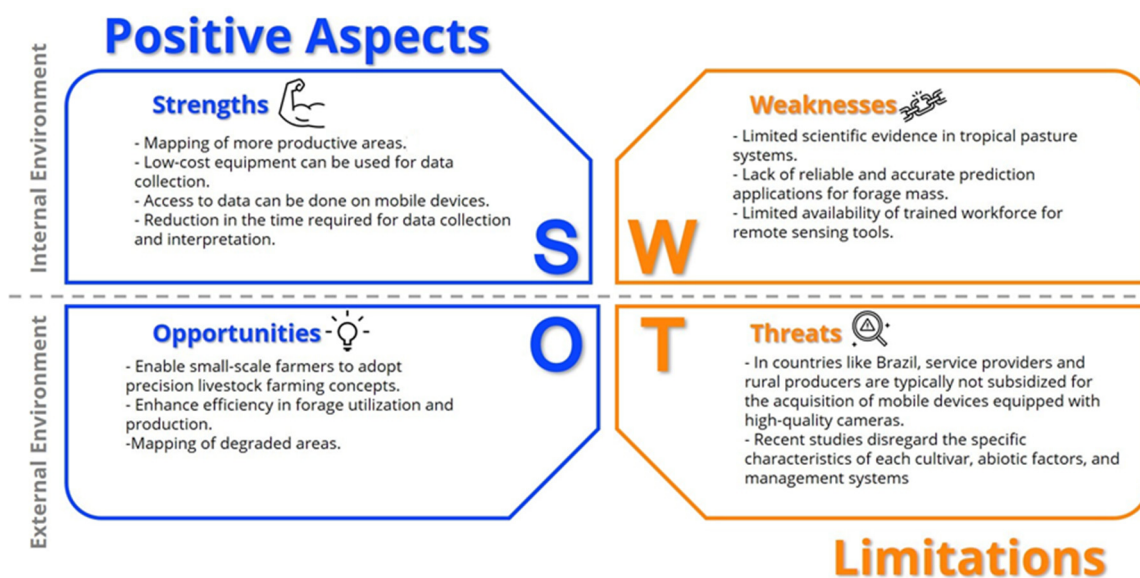 Positive Aspects
Internal Environment
Strengths
- Mapping of more productive areas.
- Low-cost equipment can be used for data
collection.
- Access to data can be done on mobile devices.
- Reduction in the time required for data collection
and interpretation.
S
Weaknesses
- Limited scientific evidence in tropical pasture
systems.
- Lack of reliable and accurate prediction
applications for forage mass.
- Limited availability of trained workforce for
remote sensing tools.
W
External Environment
Opportunities
- Enable small-scale farmers to adopt
precision livestock farming concepts.
- Enhance efficiency in forage utilization and
production.
-Mapping of degraded areas.
O
Threats
- In countries like Brazil, service providers and
rural producers are typically not subsidized for
the acquisition of mobile devices equipped with
high-quality cameras.
- Recent studies disregard the specific
characteristics of each cultivar, abiotic factors, and
management systems
T
Limitations